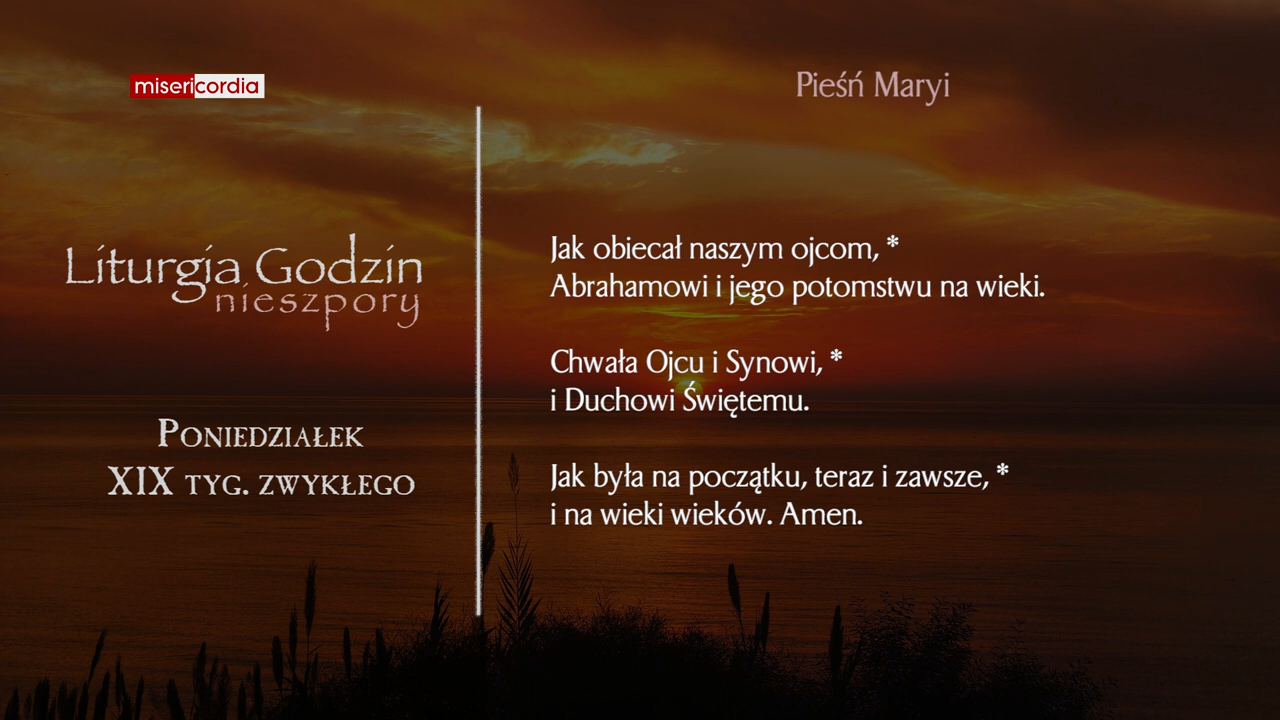 misericordia
Liturgia Godzin
nieszpory
Poniedziałek
XIX tyg. zwykłego
Pieśń Maryi
Jak obiecał naszym ojcom, *
Abrahamowi i jego potomstwu na wieki.
Chwała Ojcu i Synowi, *
i Duchowi Świętemu.
Jak była na początku, teraz i zawsze, *
i na wieki wieków. Amen.